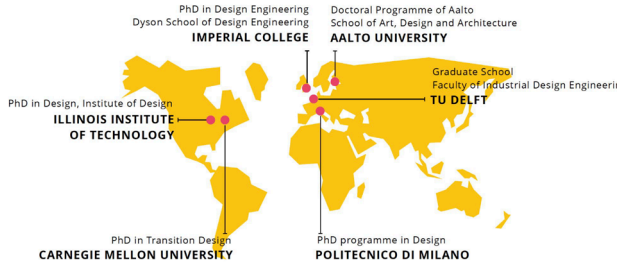 PhD in Design Engineering
Dyson School of Design Engineering
IMPERIAL COLLEGE
Doctoral Programme of Aalto
School of Art, Design and Architecture
AALTO UNIVERSITY
Graduate School
Faculty of Industrial Design Engineerin
TU DELFT
PhD in Design, Institute of Design
ILLINOIS INSTITUTE
OF TECHNOLOGY
PhD in Transition Design
CARNEGIE MELLON UNIVERSITY
PhD programme in Design
POLITECNICO DI MILANO